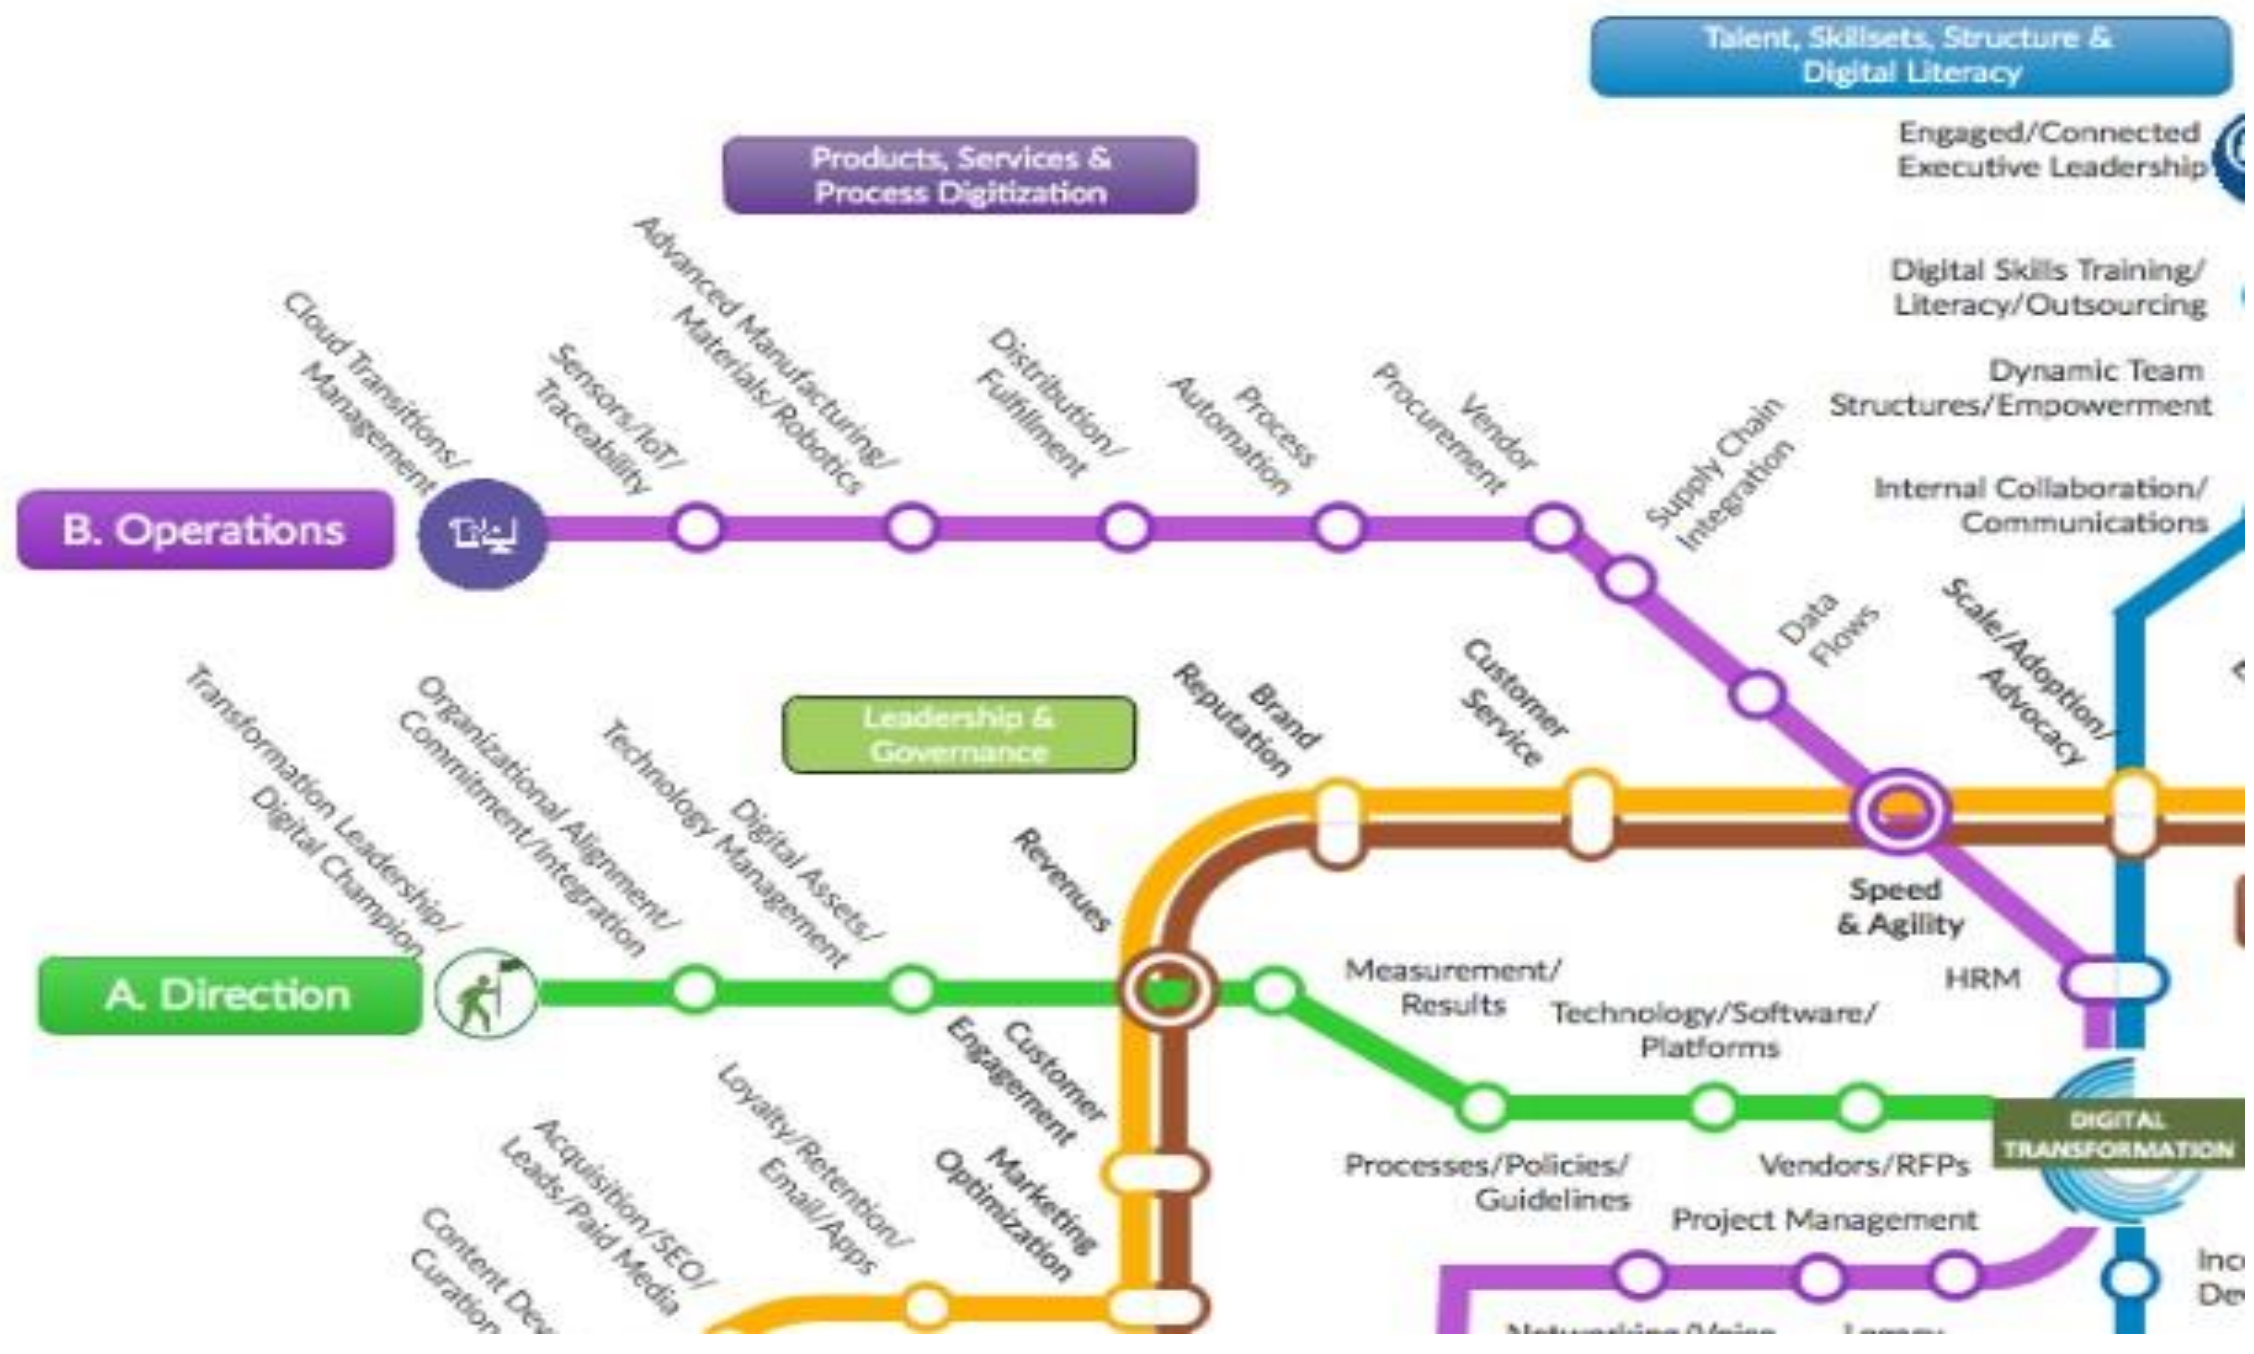 Talent, Skillsets, Structure &
Digital Literacy
Engaged/Connected
Executive Leadership
Products, Services &
Process Digitization
Digital Skills Training/
Literacy/Outsourcing
Dynamic Team
Structures/Empowerment
Internal Collaboration/
Communications
Cloud Transitions/
Management
Sensors/IoT/
Traceability
Advanced Manufacturing/
Materials/Robotics
Distribution/
Fulfillment
Process
Automation
Vendor
Procurement
Supply Chain
Integration
Data
Flows
B. Operations
Scale/Adoption/
Advocacy
Customer
Service
Brand
Reputation
Leadership &
Governance
Transformation Leadership/
Digital Champion
Organizational Alignment/
Commitment/Integration
Digital Assets/
Technology Management
Revenues
Speed
& Agility
A. Direction
Measurement/
Results
HRM
Technology/Software/
Platforms
Customer
Engagement
DIGITAL
TRANSFORMATION
Processes/Policies/
Guidelines
Vendors/RFPs
Project Management
Marketing
Optimization
Loyalty/Retention/
Email/Apps
Acquisition/SEO/
Leads/Paid Media
Content Dev
Curation
Legacy